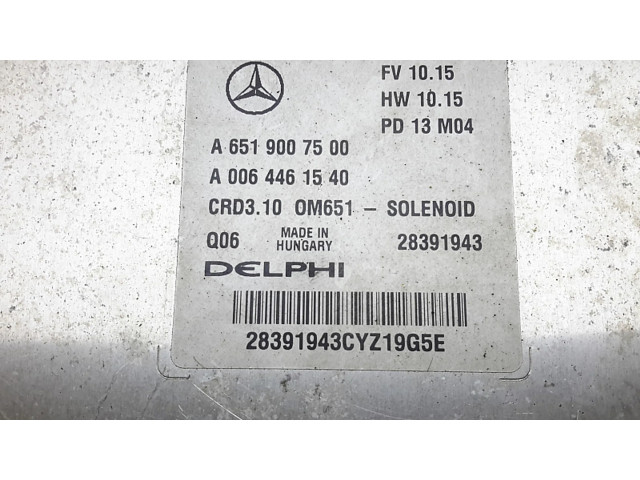 FV 10.15
HW 10.15
PD 13 M04
A 651 900 75 00
A 006 446 15 40
CRD3.10 OM651 - SOLENOID
Q06 MADE IN HUNGARY 28391943
DELPHI
28391943CYZ19G5E